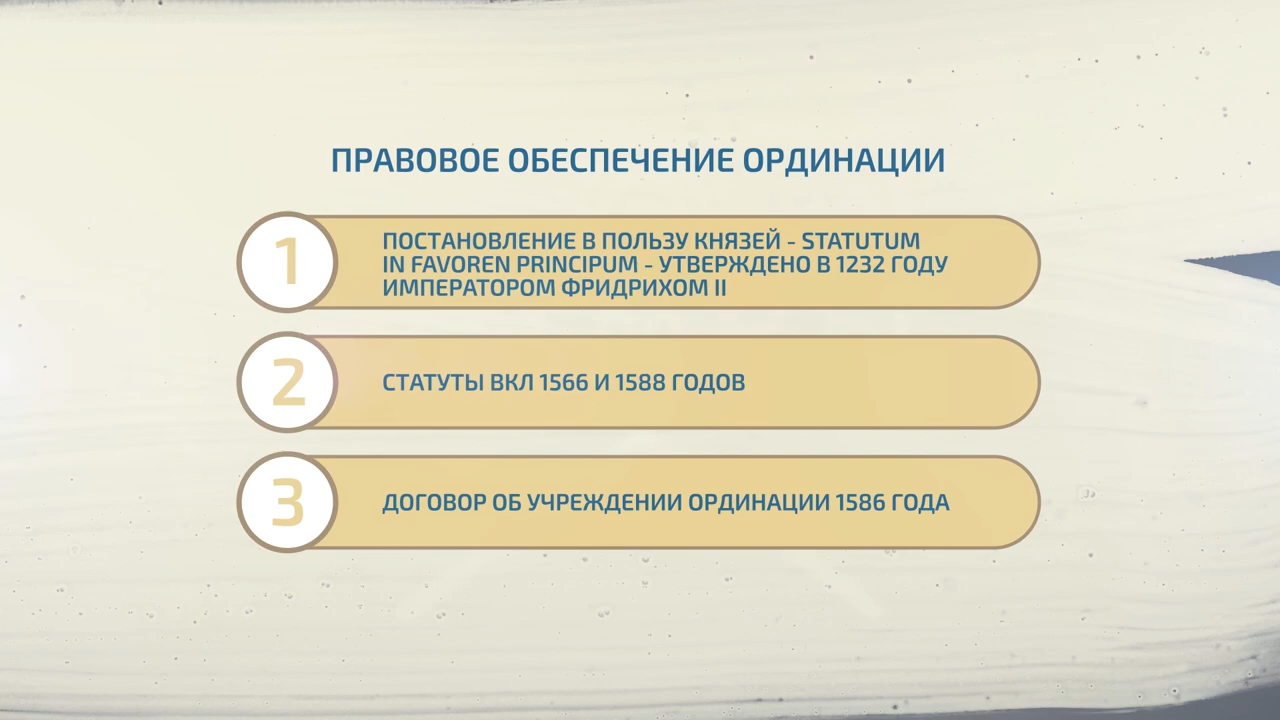 ПРАВОВОЕ ОБЕСПЕЧЕНИЕ ОРДИНАЦИИ
1
ПОСТАНОВЛЕНИЕ В ПОЛЬЗУ КНЯЗЕЙ - STATUTUM
IN FAVOREN PRINCIPUM - УТВЕРЖДЕНО В 1232 ГОДУ
ИМПЕРАТОРОМ ФРИДРИХОМ II
2
СТАТУТЫ ВКЛ 1566 И 1588 ГОДОВ
3
ДОГОВОР ОБ УЧРЕЖДЕНИИ ОРДИНАЦИИ 1586 ГОДА